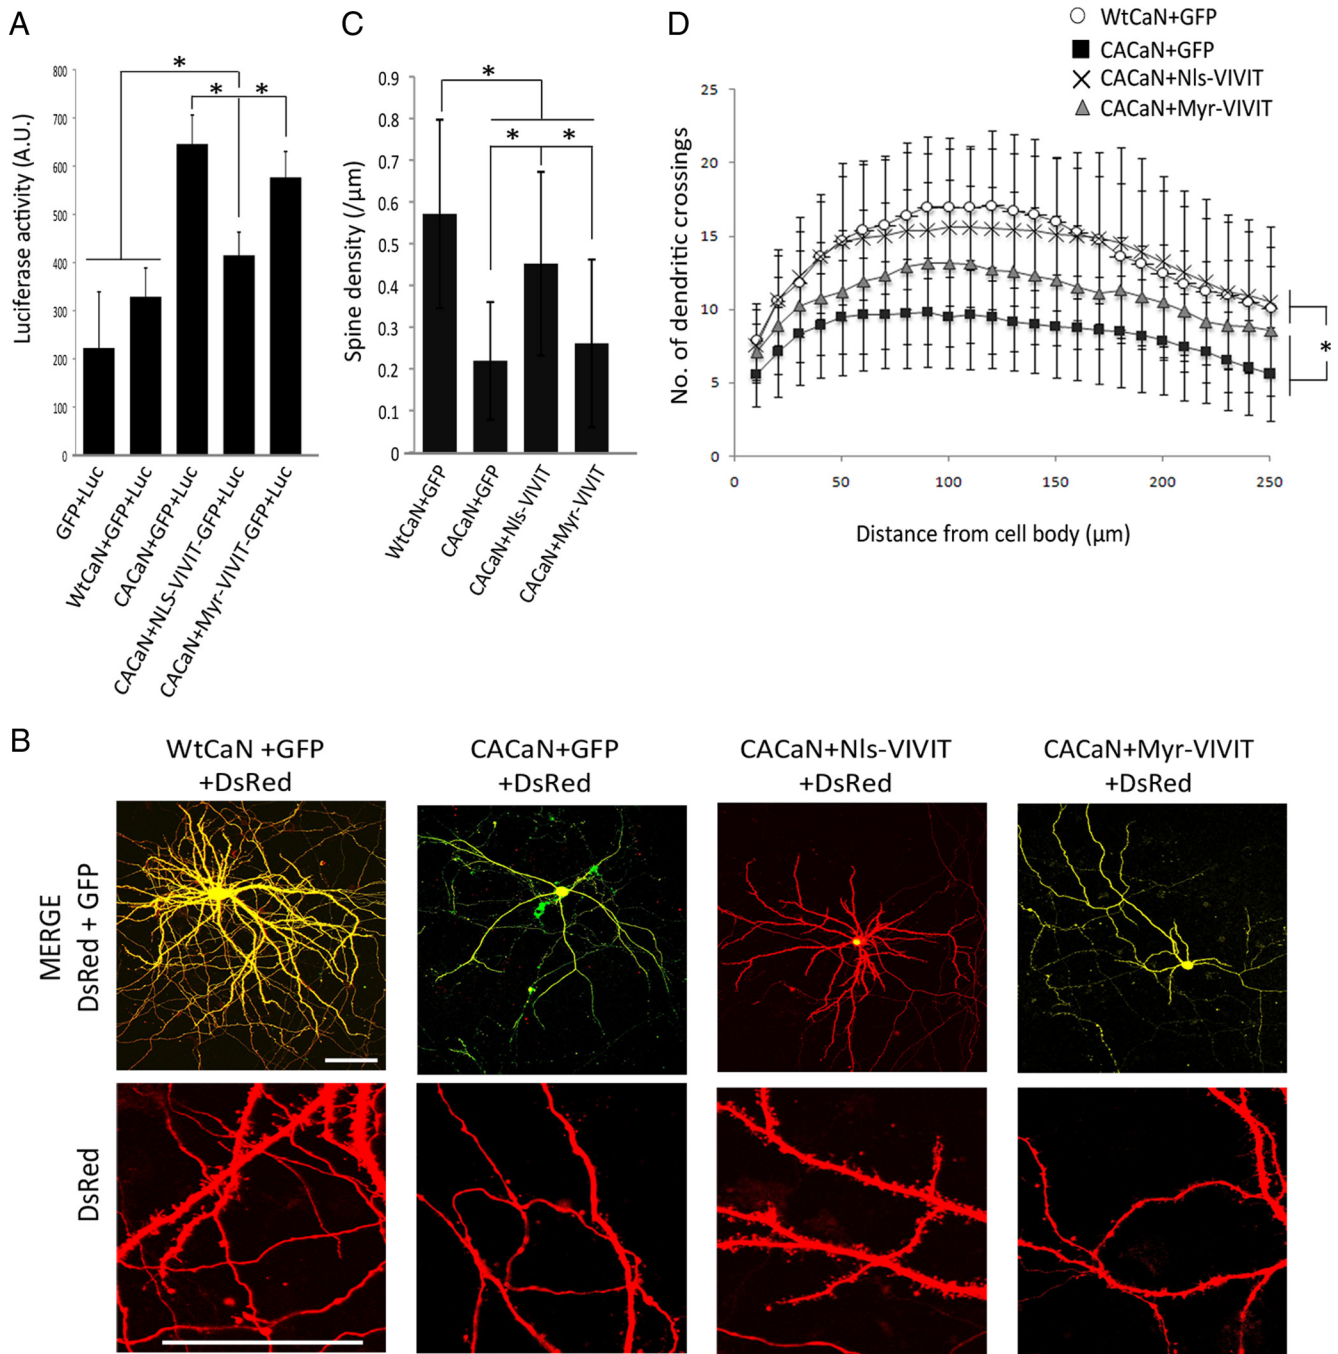 A
Luciferase activity (A.U.)
800
700
600
500
400
300
200
100
0
GFP+Luc
WtCaN+GFP+Luc
CACaN+GFP+Luc
CACaN+NLS-VIVIT-GFP+Luc
CACaN+Myr-VIVIT-GFP+Luc
*
*
*
C
Spine density (/μm)
0.9
0.8
0.7
0.6
0.5
0.4
0.3
0.2
0.1
0
WtCaN+GFP
CACaN+GFP
CACaN+Nls-VIVIT
CACaN+Myr-VIVIT
*
*
*
D
WtCaN+GFP
CACaN+GFP
CACaN+Nls-VIVIT
CACaN+Myr-VIVIT
No. of dendritic crossings
25
20
15
10
5
0
0
50
100
150
200
250
*
Distance from cell body (μm)
B
WtCaN +GFP
+DsRed
CACaN+GFP
+DsRed
CACaN+Nls-VIVIT
+DsRed
CACaN+Myr-VIVIT
+DsRed
MERGE
DsRed + GFP
DsRed